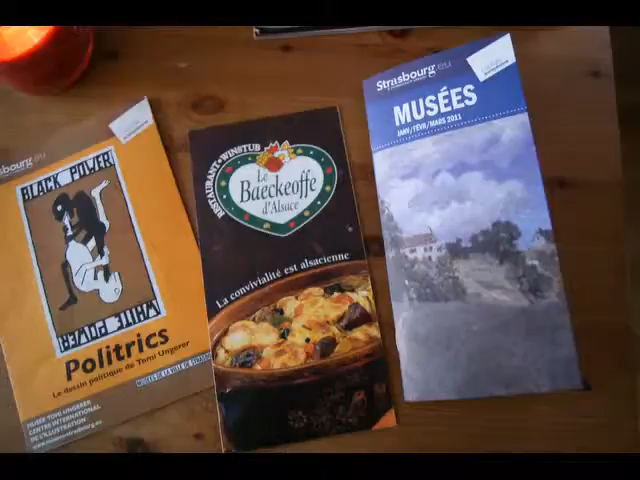 Strasbourg.eu
BLACK POWER
WHITE POWER
Politrics
Le dessin politique de Tomi Ungerer
MUSÉES DE LA VILLE DE STRASBOURG
MUSÉE TOMI UNGERER
CENTRE INTERNATIONAL
DE L'ILLUSTRATION
RESTAURANT•WINSTUB
Le
Baeckeoffe
d'Alsace
La convivialité est alsacienne
Strasbourg.eu
MUSÉES
JANV/FÉVR/MARS 2011